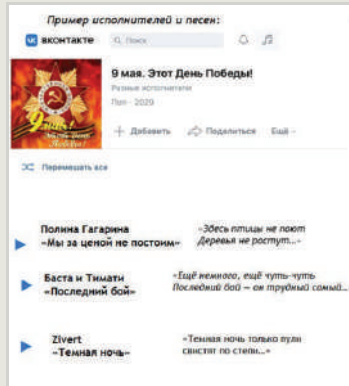 Пример исполнителей и песен:
вконтакте
Поиск
9 мая. Этот День Победы!
Разные исполнители
Поп · 2020
Добавить Поделиться Ещё
9 мая!
Перемешать все
Полина Гагарина
«Мы за ценой не постоим»
«Здесь птицы не поют
Деревья не растут...»
Баста и Тимати
«Последний бой»
«Ещё немного, ещё чуть-чуть
Последний бой – он трудный самый...»
Zivert
«Темная ночь»
«Темная ночь только пули
свистят по степи...»